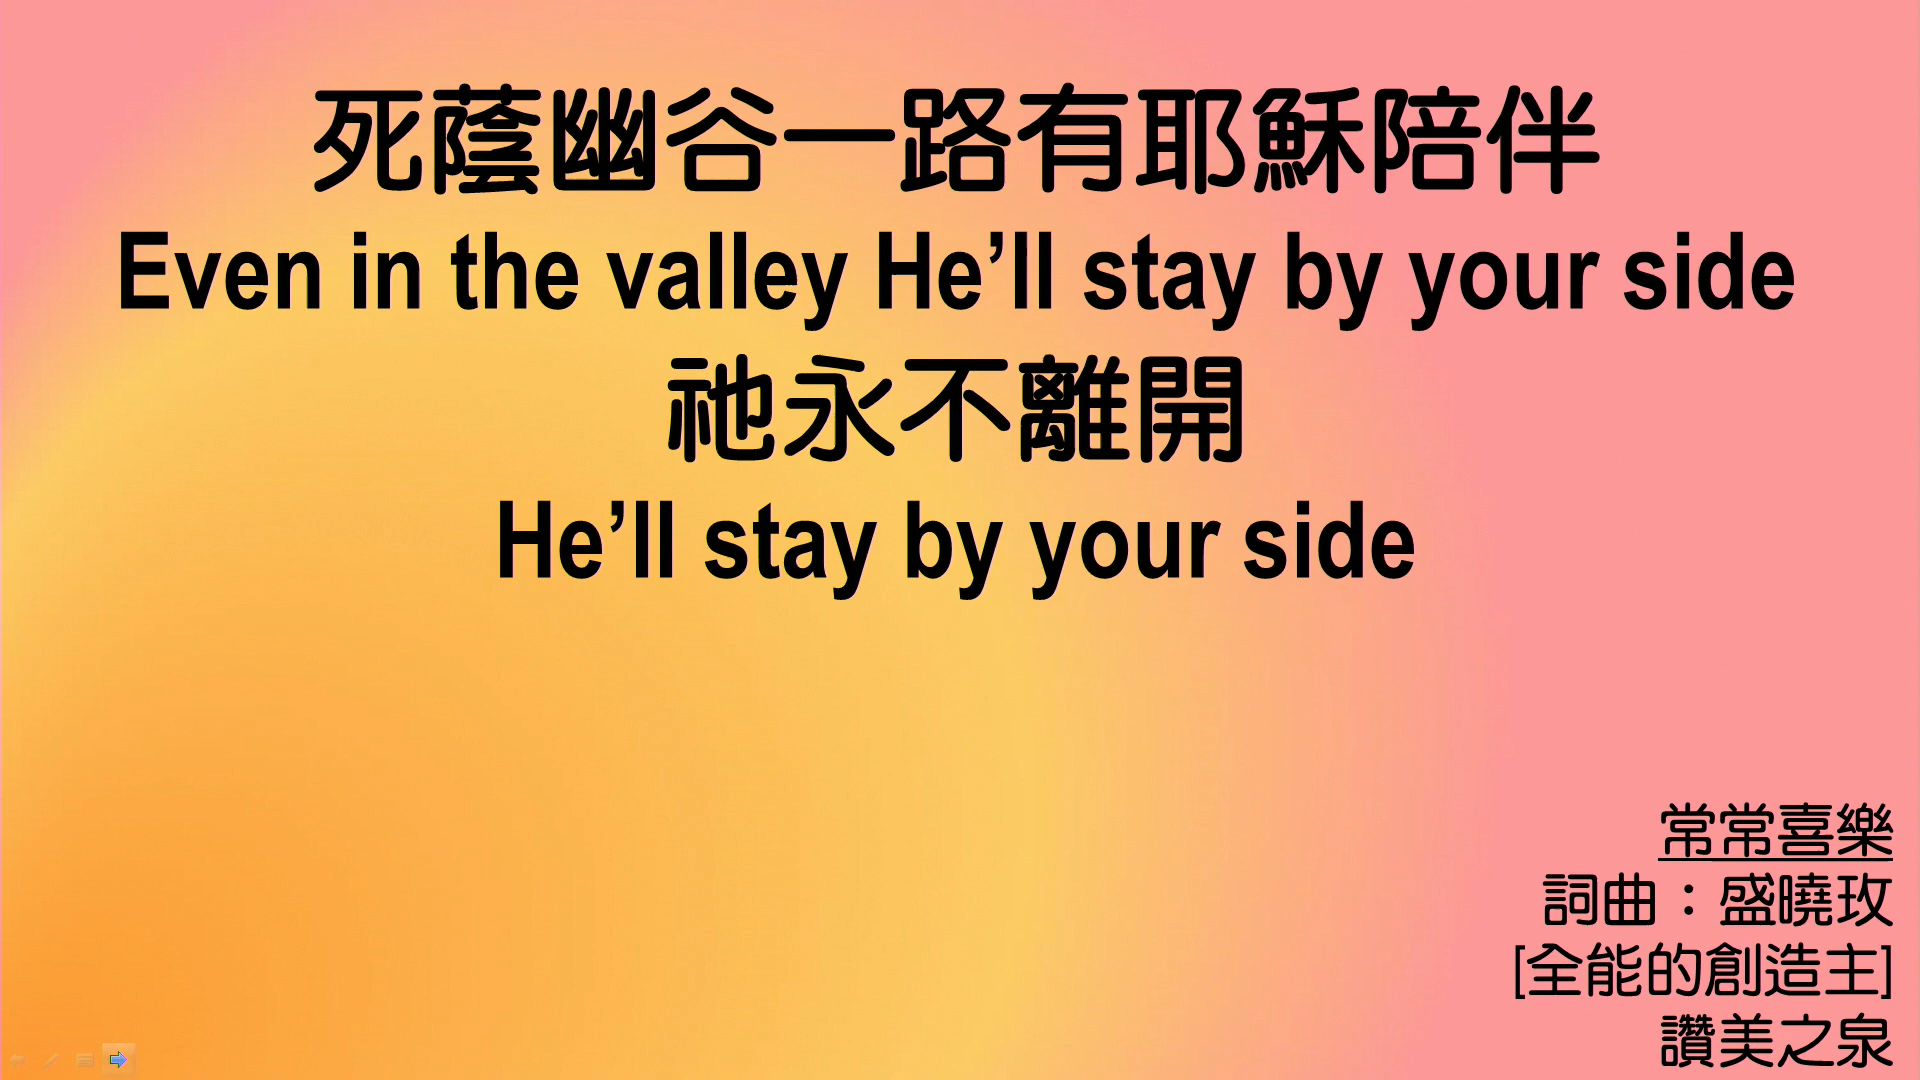 死蔭幽谷一路有耶穌陪伴
Even in the valley He’ll stay by your side
祂永不離開
He’ll stay by your side
常常喜樂
詞曲：盛曉玫
[全能的創造主]
讚美之泉